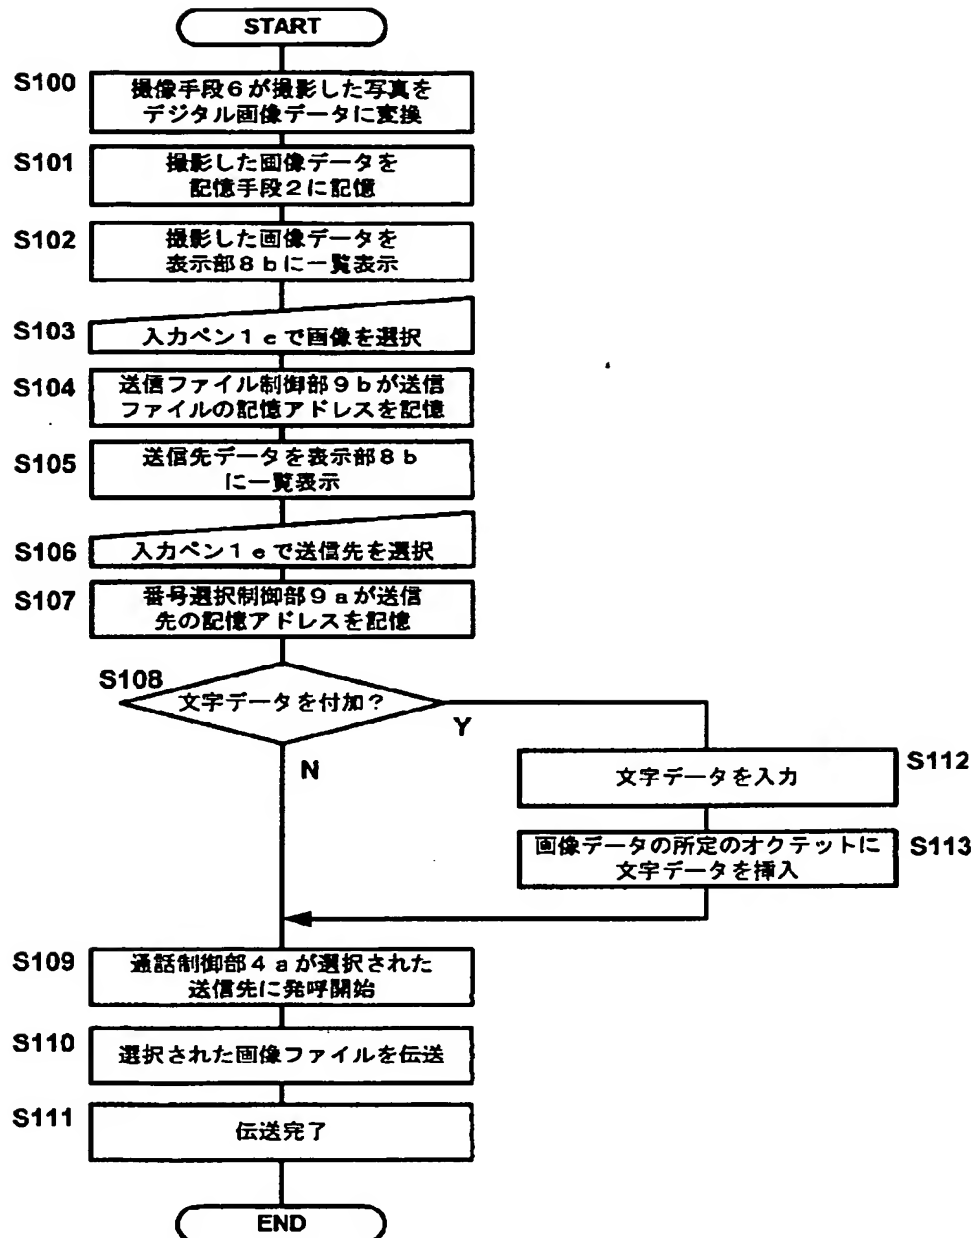 START
S100
撮像手段6が撮影した写真を
デジタル画像データに変換
S101
撮影した画像データを
記憶手段2に記憶
S102
撮影した画像データを
表示部8bに一覧表示
S103
入力ペン1cで画像を選択
S104
送信ファイル制御部9bが送信
ファイルの記憶アドレスを記憶
S105
送信先データを表示部8b
に一覧表示
S106
入力ペン1cで送信先を選択
S107
番号選択制御部9aが送信
先の記憶アドレスを記憶
S108
文字データを付加?
Y
N
文字データを入力
S112
画像データの所定のオクテットに
文字データを挿入
S113
S109
通話制御部4aが選択された
送信先に発呼開始
S110
選択された画像ファイルを伝送
S111
伝送完了
END